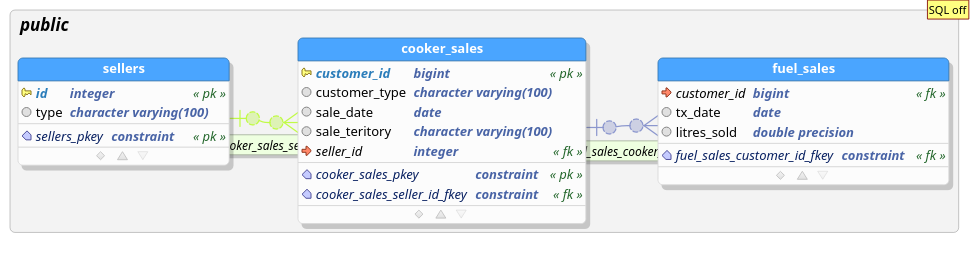 SQL off
public
sellers
id integer « pk »
type character varying(100)
sellers_pkey constraint « pk »
cooker_sales
customer_id bigint « pk »
customer_type character varying(100)
sale_date date
sale_teritory character varying(100)
seller_id integer « fk »
cooker_sales_pkey constraint « pk »
cooker_sales_seller_id_fkey constraint « fk »
fuel_sales
customer_id bigint « fk »
tx_date date
litres_sold double precision
fuel_sales_customer_id_fkey constraint « fk »